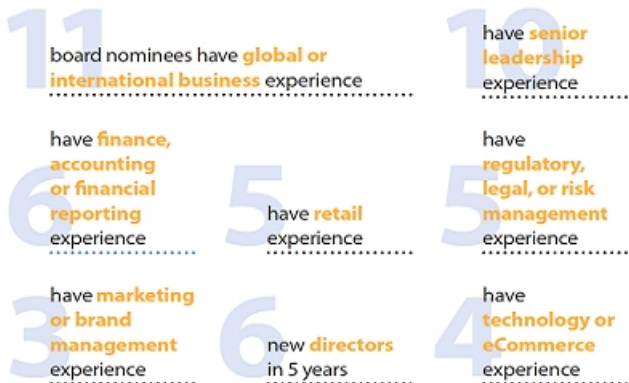 11
board nominees have global or
international business experience
10
have senior
leadership
experience
6
have finance,
accounting
or financial
reporting
experience
5
have retail
experience
5
have
regulatory,
legal, or risk
management
experience
3
have marketing
or brand
management
experience
6
new directors
in 5 years
4
have
technology or
eCommerce
experience